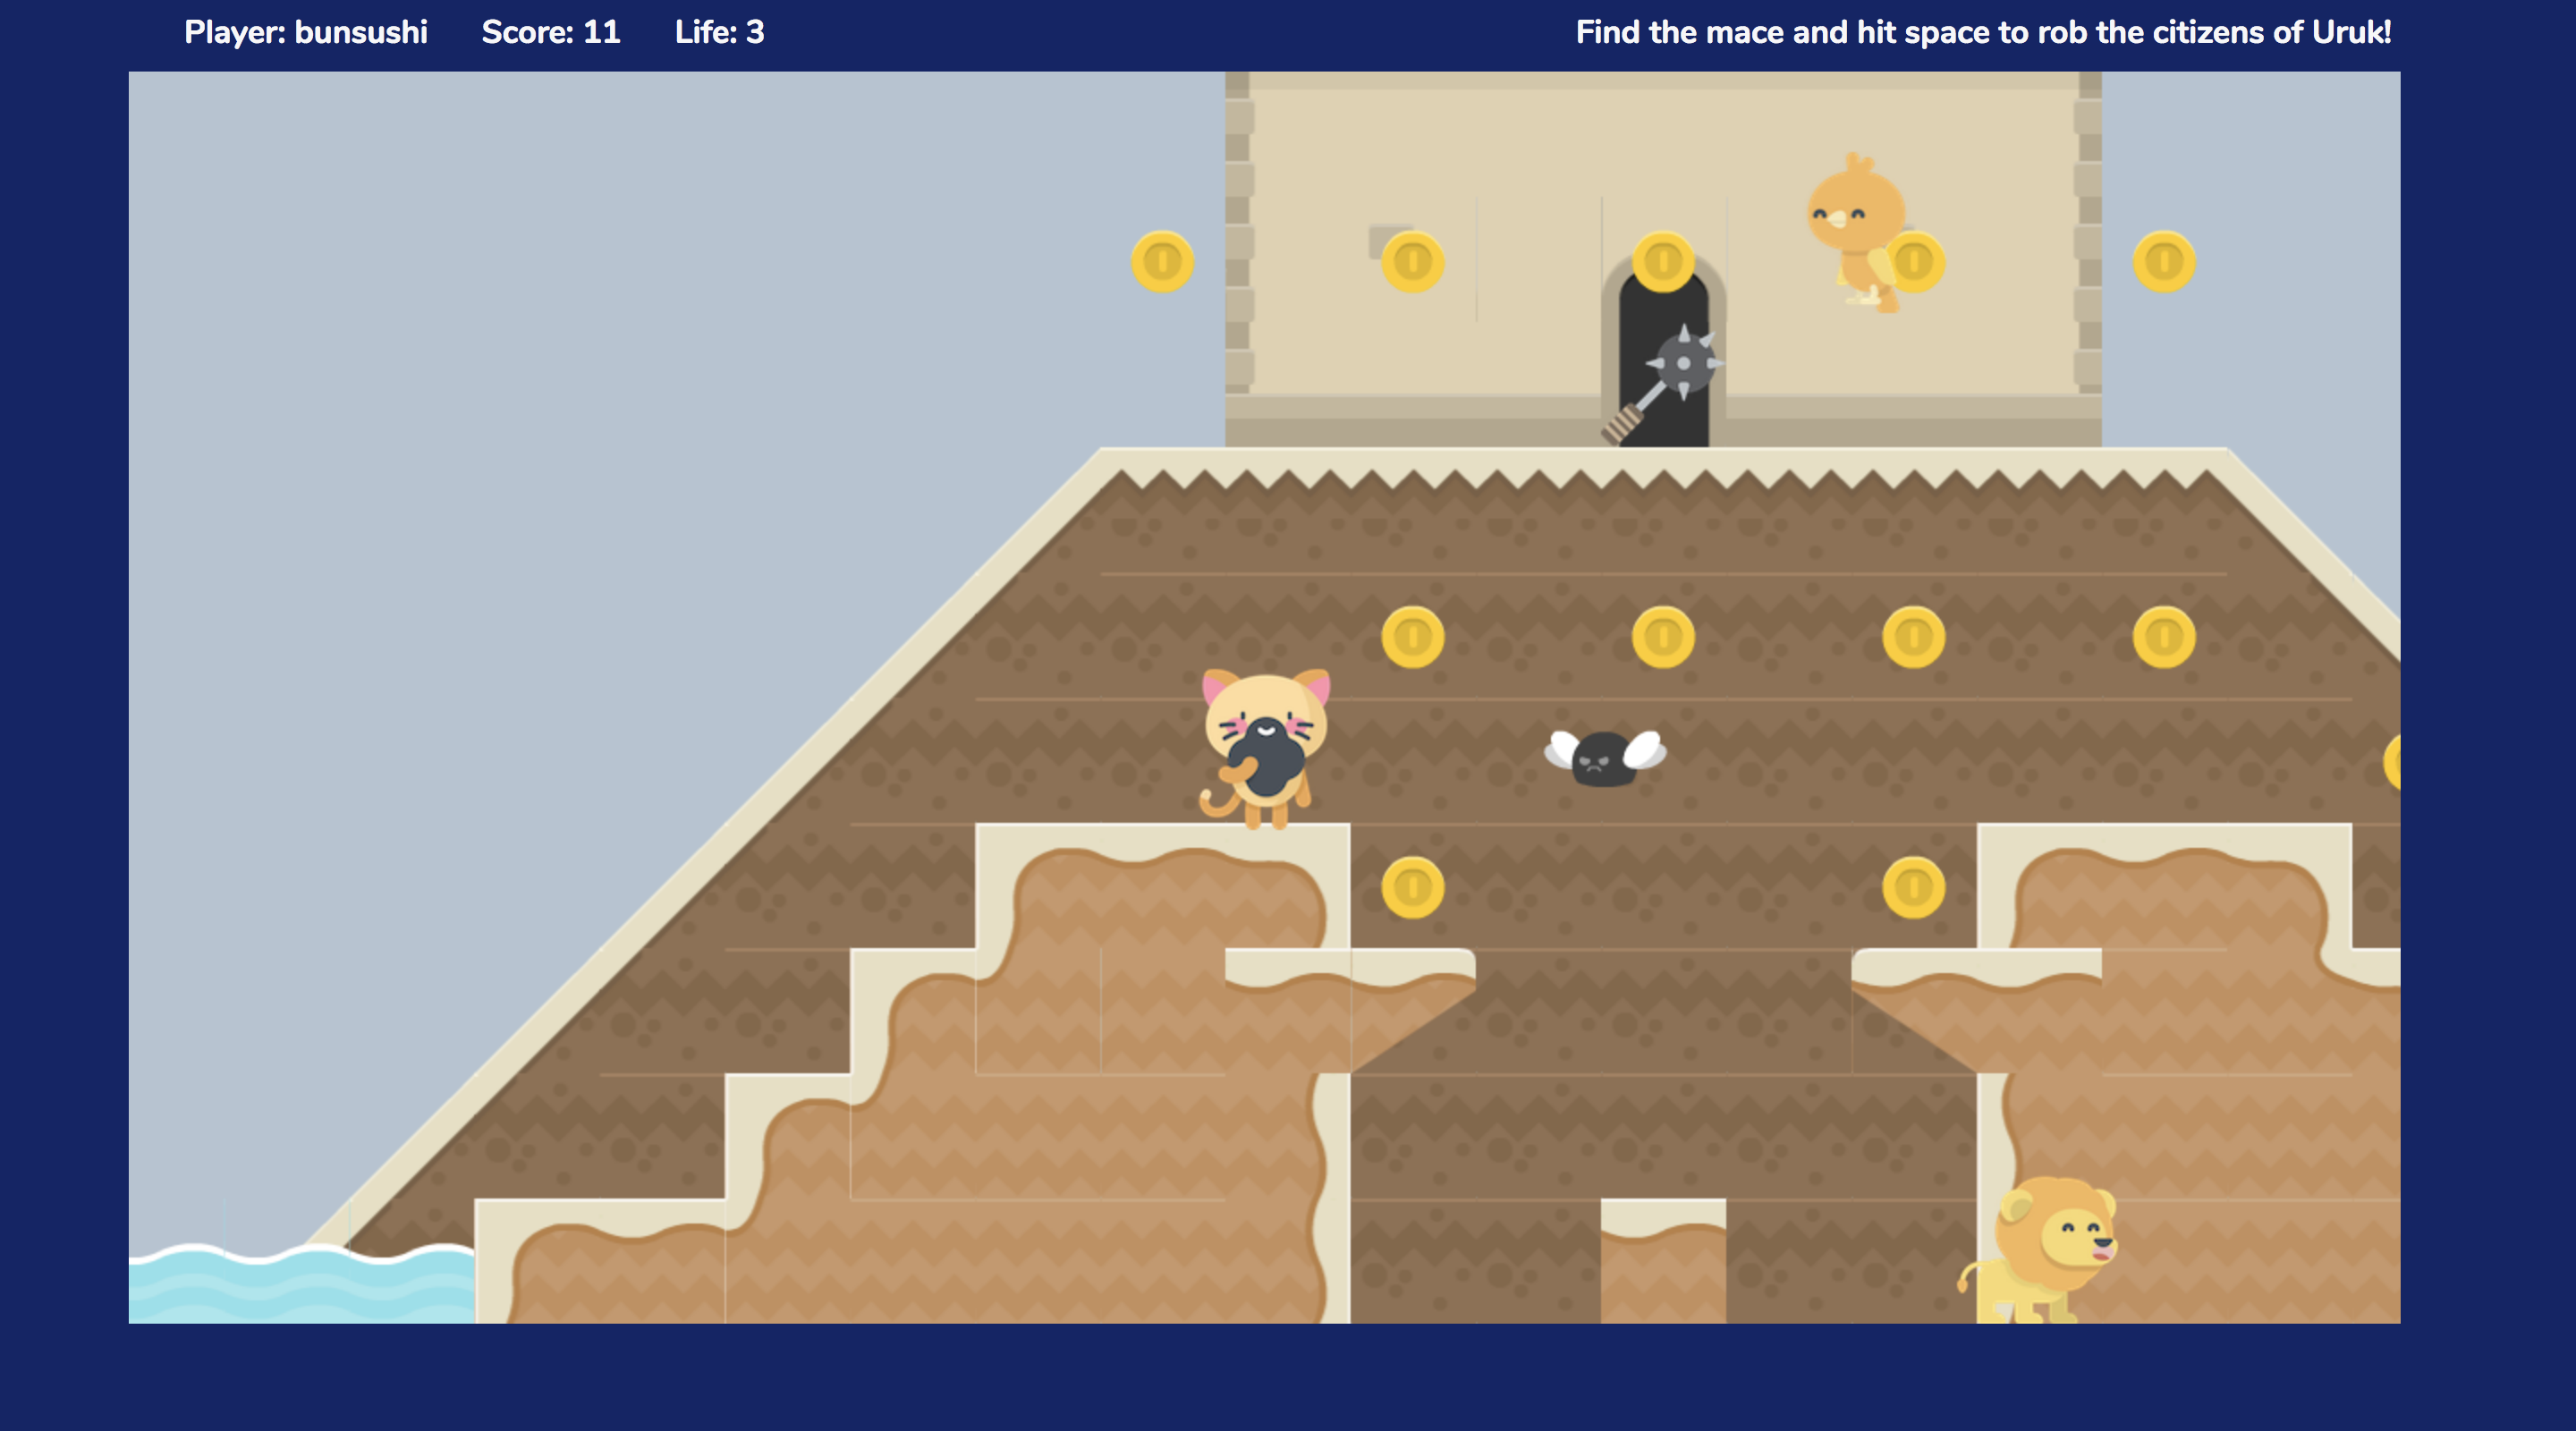 Player: bunsushi Score: 11 Life: 3 Find the mace and hit space to rob the citizens of Uruk!